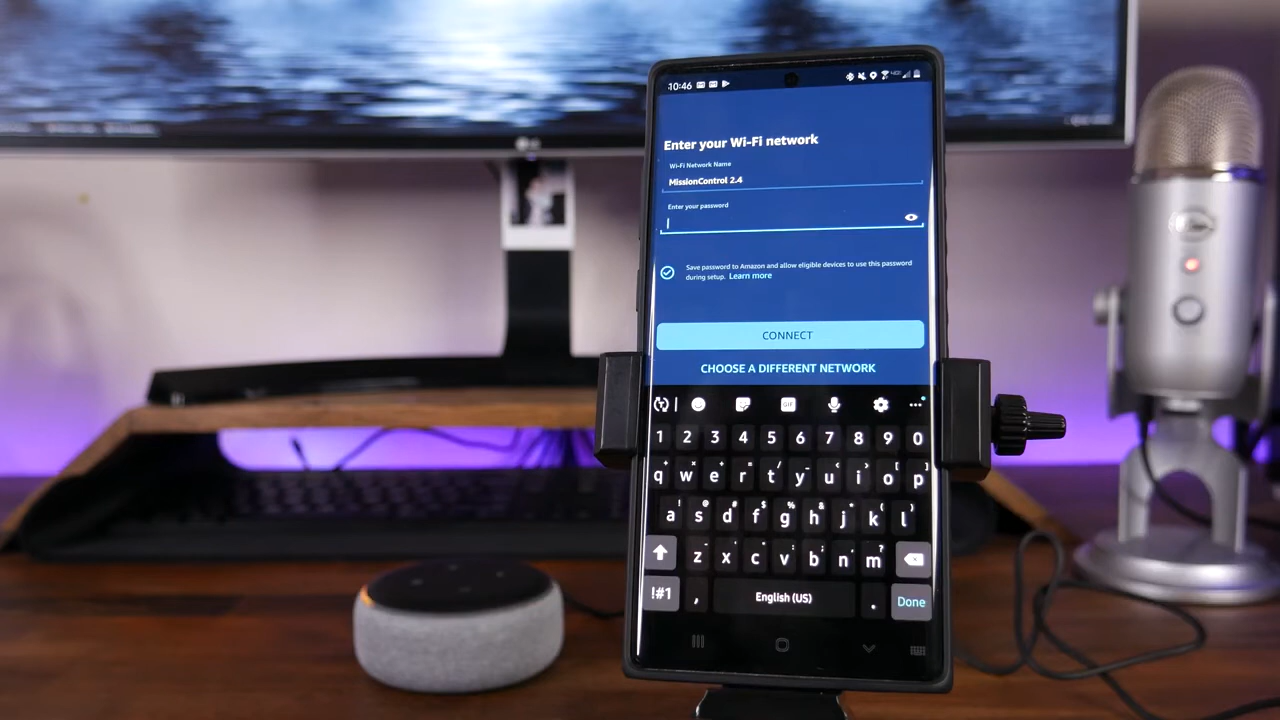 LG
10:46
Enter your Wi-Fi network
Wi-Fi Network Name
MissionControl 2.4
Enter your password
Save password to Amazon and allow eligible devices to use this password
during setup. Learn more
CONNECT
CHOOSE A DIFFERENT NETWORK
GIF
1 2 3 4 5 6 7 8 9 0
q w e r t y u i o p
a s d f g h j k l
z x c v b n m
!#1 , English (US) . Done